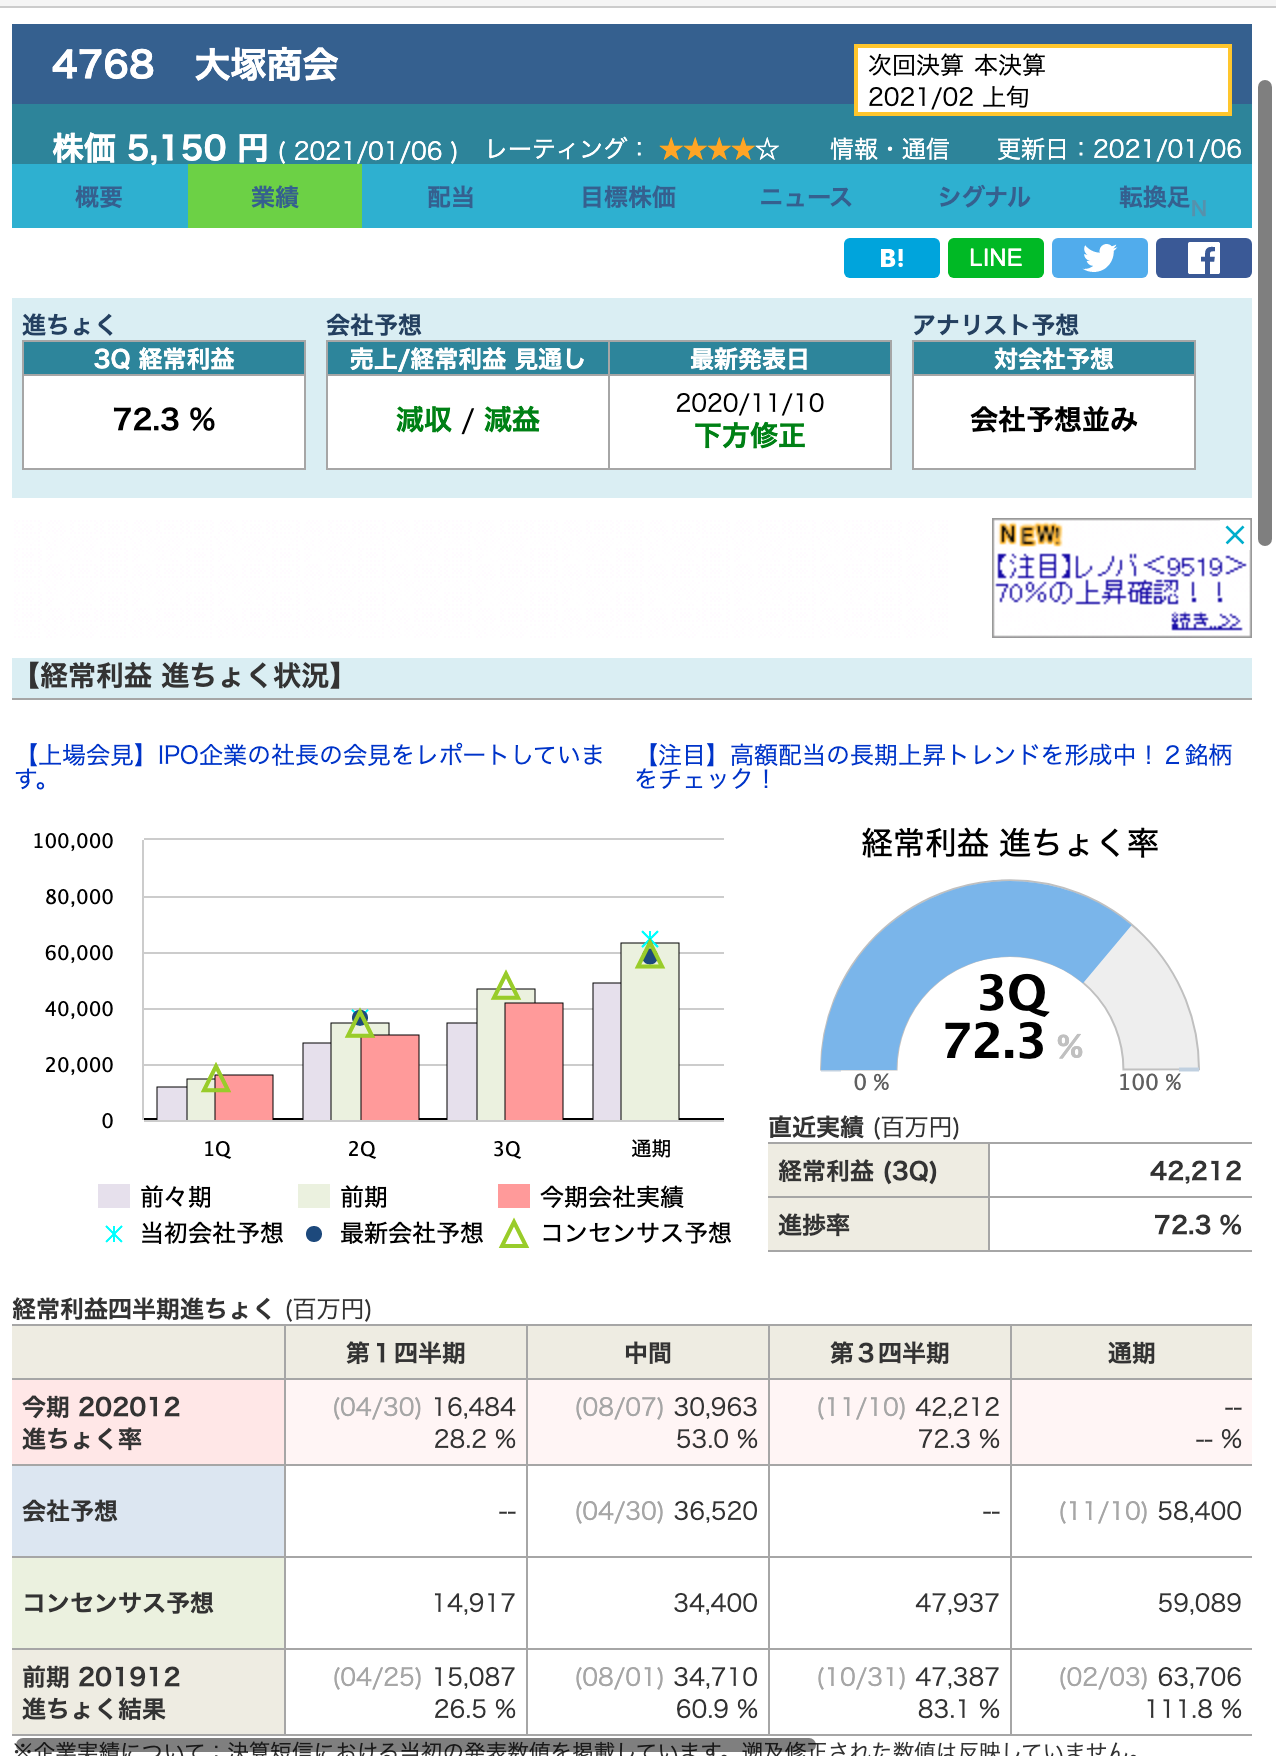 4768 大塚商会
次回決算 本決算
2021/02 上旬
株価 5,150 円 ( 2021/01/06 ) レーティング： ★★★★☆ 情報・通信 更新日：2021/01/06
概要 業績 配当 目標株価 ニュース シグナル 転換足 N
B! LINE
進ちょく 会社予想 アナリスト予想
3Q 経常利益 売上/経常利益 見通し 最新発表日 対会社予想
72.3 % 減収 / 減益 2020/11/10 会社予想並み
下方修正
NEW!
【注目】レノバ<9519>
70%の上昇確認！！
続き..>>
【経常利益 進ちょく状況】
【上場会見】IPO企業の社長の会見をレポートしていま
す。
【注目】高額配当の長期上昇トレンドを形成中！２銘柄
をチェック！
100,000
80,000
60,000
40,000
20,000
0
1Q 2Q 3Q 通期
前々期 前期 今期会社実績
当初会社予想 最新会社予想 コンセンサス予想
経常利益 進ちょく率
3Q
72.3 %
0 % 100 %
直近実績 (百万円)
経常利益 (3Q) 42,212
進捗率 72.3 %
経常利益四半期進ちょく (百万円)
第１四半期 中間 第３四半期 通期
今期 202012 (04/30) 16,484 (08/07) 30,963 (11/10) 42,212 --
進ちょく率 28.2 % 53.0 % 72.3 % -- %
会社予想 -- (04/30) 36,520 -- (11/10) 58,400
コンセンサス予想 14,917 34,400 47,937 59,089
前期 201912 (04/25) 15,087 (08/01) 34,710 (10/31) 47,387 (02/03) 63,706
進ちょく結果 26.5 % 60.9 % 83.1 % 111.8 %
※企業実績について：決算短信における当初の発表数値を掲載しています。遡及修正された数値は反映していません。